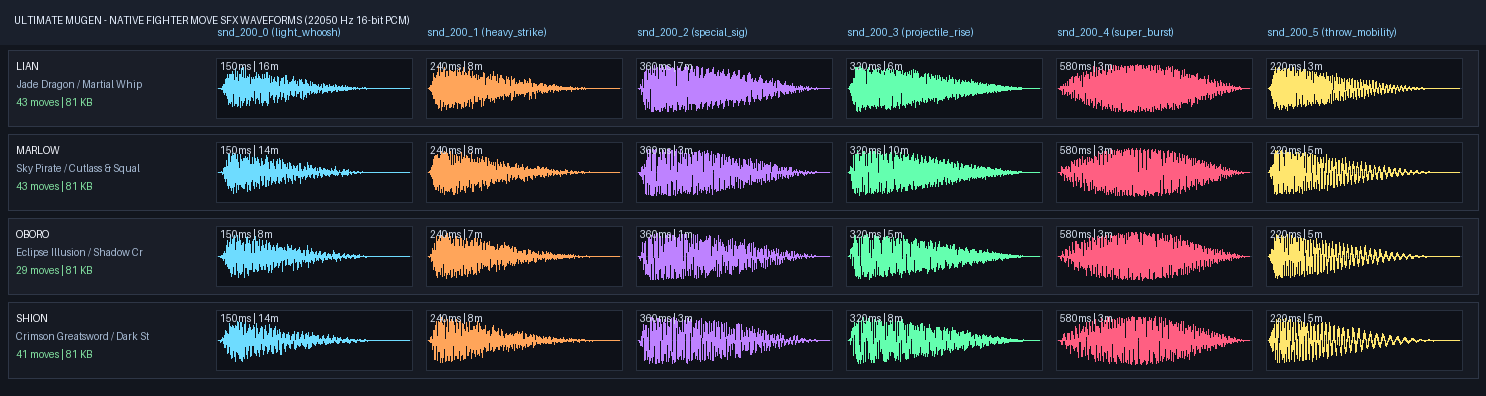 ULTIMATE MUGEN - NATIVE FIGHTER MOVE SFX WAVEFORMS (22050 Hz 16-bit PCM)
snd_200_0 (light_whoosh) snd_200_1 (heavy_strike) snd_200_2 (special_sig) snd_200_3 (projectile_rise) snd_200_4 (super_burst) snd_200_5 (throw_mobility)
LIAN 150ms | 16m 240ms | 8m 360ms | 7m 320ms | 6m 580ms | 3m 220ms | 3m
Jade Dragon / Martial Whip
43 moves | 81 KB
MARLOW 150ms | 14m 240ms | 8m 360ms | 3m 320ms | 10m 580ms | 3m 220ms | 5m
Sky Pirate / Cutlass & Squal
43 moves | 81 KB
OBORO 150ms | 8m 240ms | 7m 360ms | 1m 320ms | 5m 580ms | 3m 220ms | 5m
Eclipse Illusion / Shadow Cr
29 moves | 81 KB
SHION 150ms | 14m 240ms | 8m 360ms | 3m 320ms | 8m 580ms | 3m 220ms | 5m
Crimson Greatsword / Dark St
41 moves | 81 KB